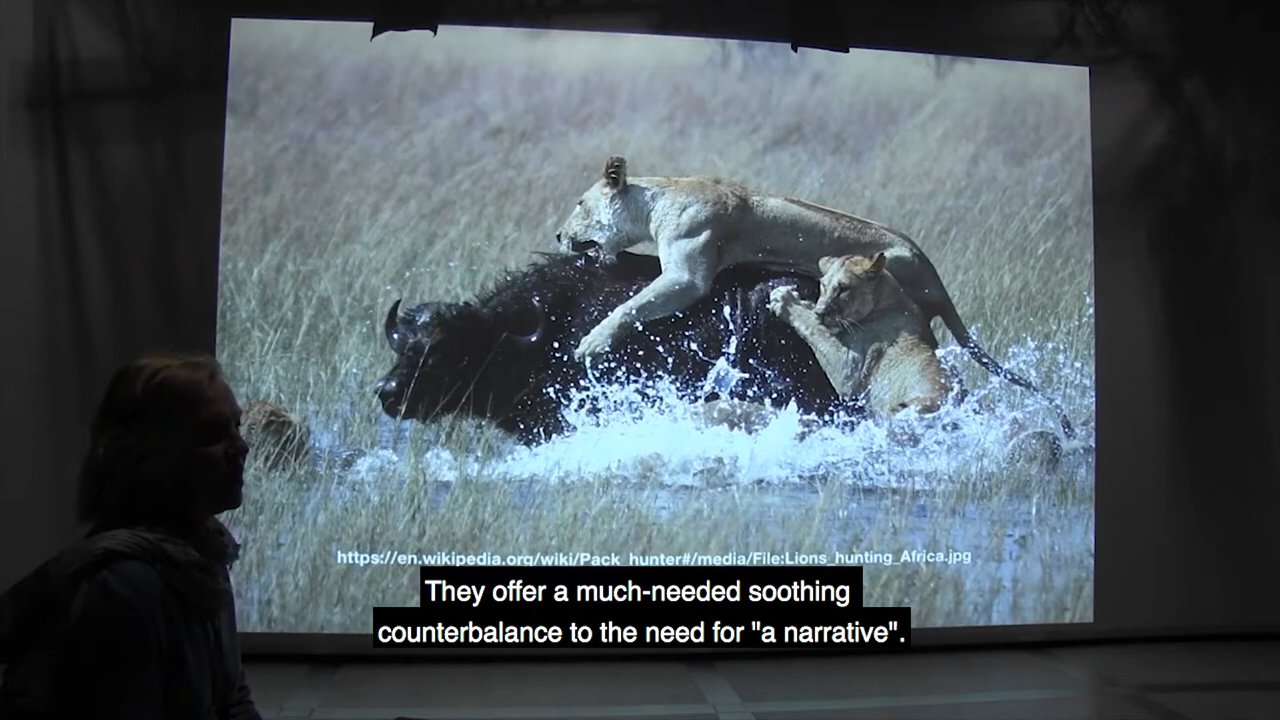 https://en.wikipedia.org/wiki/Pack_hunter#/media/File:Lions_hunting_Africa.jpg
They offer a much-needed soothing
counterbalance to the need for "a narrative".